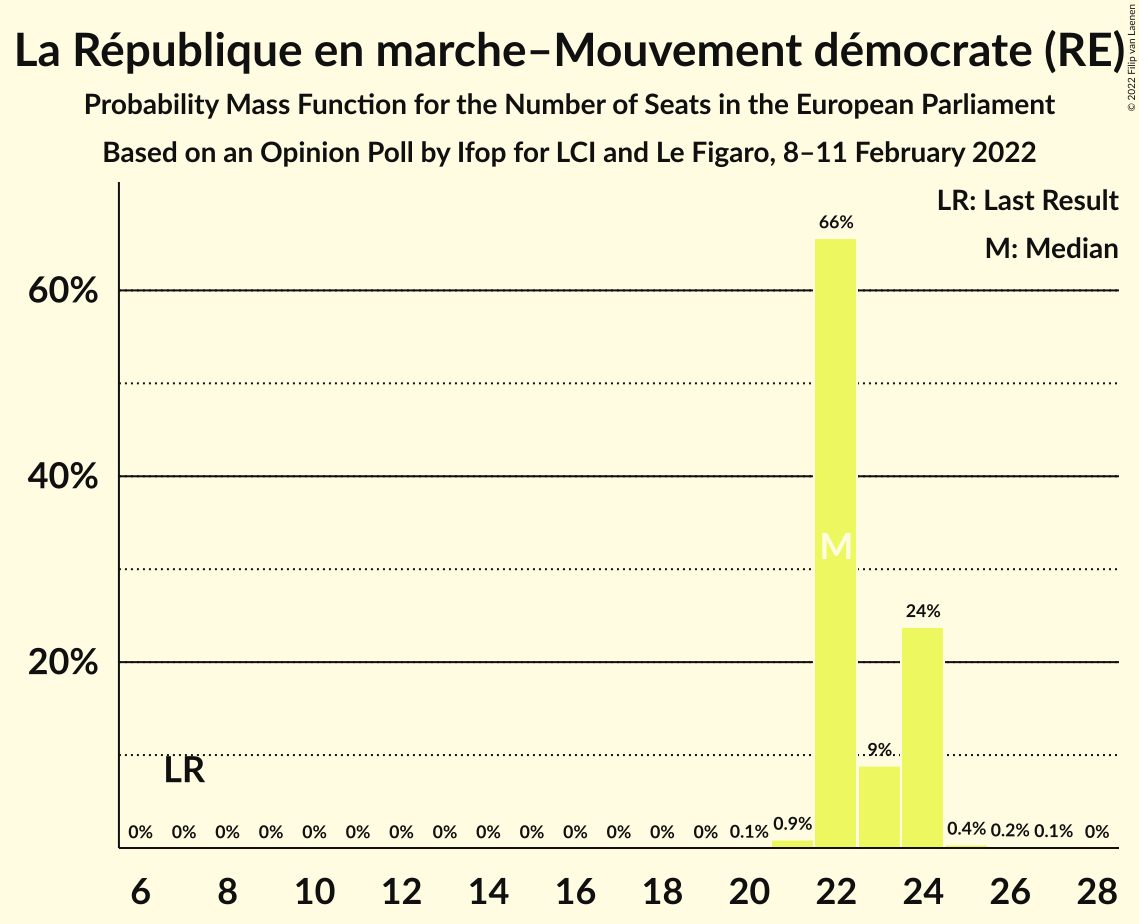 La République en marche–Mouvement démocrate (RE)
© 2022 Filip van Laenen
Probability Mass Function for the Number of Seats in the European Parliament
Based on an Opinion Poll by Ifop for LCI and Le Figaro, 8–11 February 2022
LR: Last Result
M: Median
66%
60%
40%
M
24%
20%
9%
LR
0% 0% 0% 0% 0% 0% 0% 0% 0% 0% 0% 0% 0% 0% 0.1% 0.9% 0.4% 0.2% 0.1% 0%
6 8 10 12 14 16 18 20 22 24 26 28